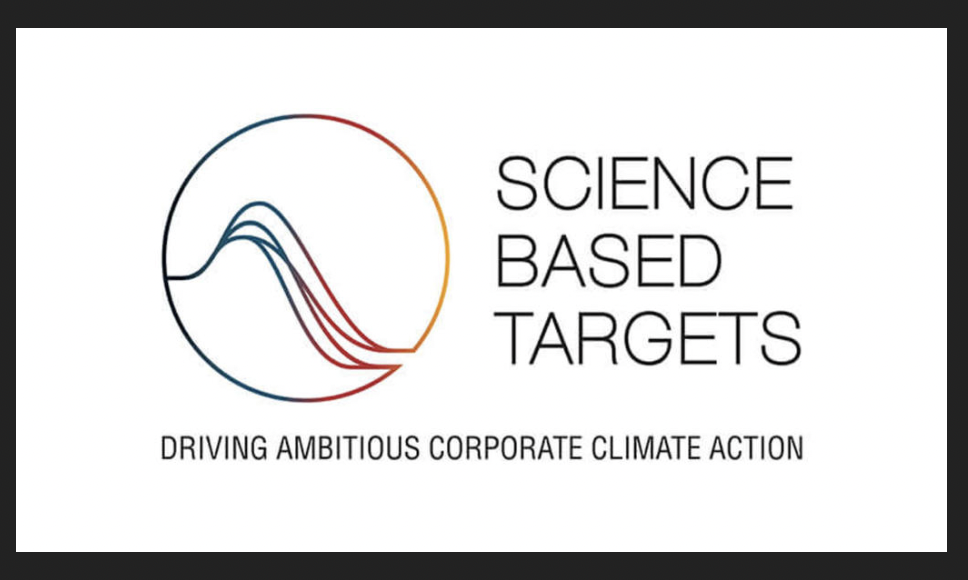 SCIENCE
BASED
TARGETS
DRIVING AMBITIOUS CORPORATE CLIMATE ACTION